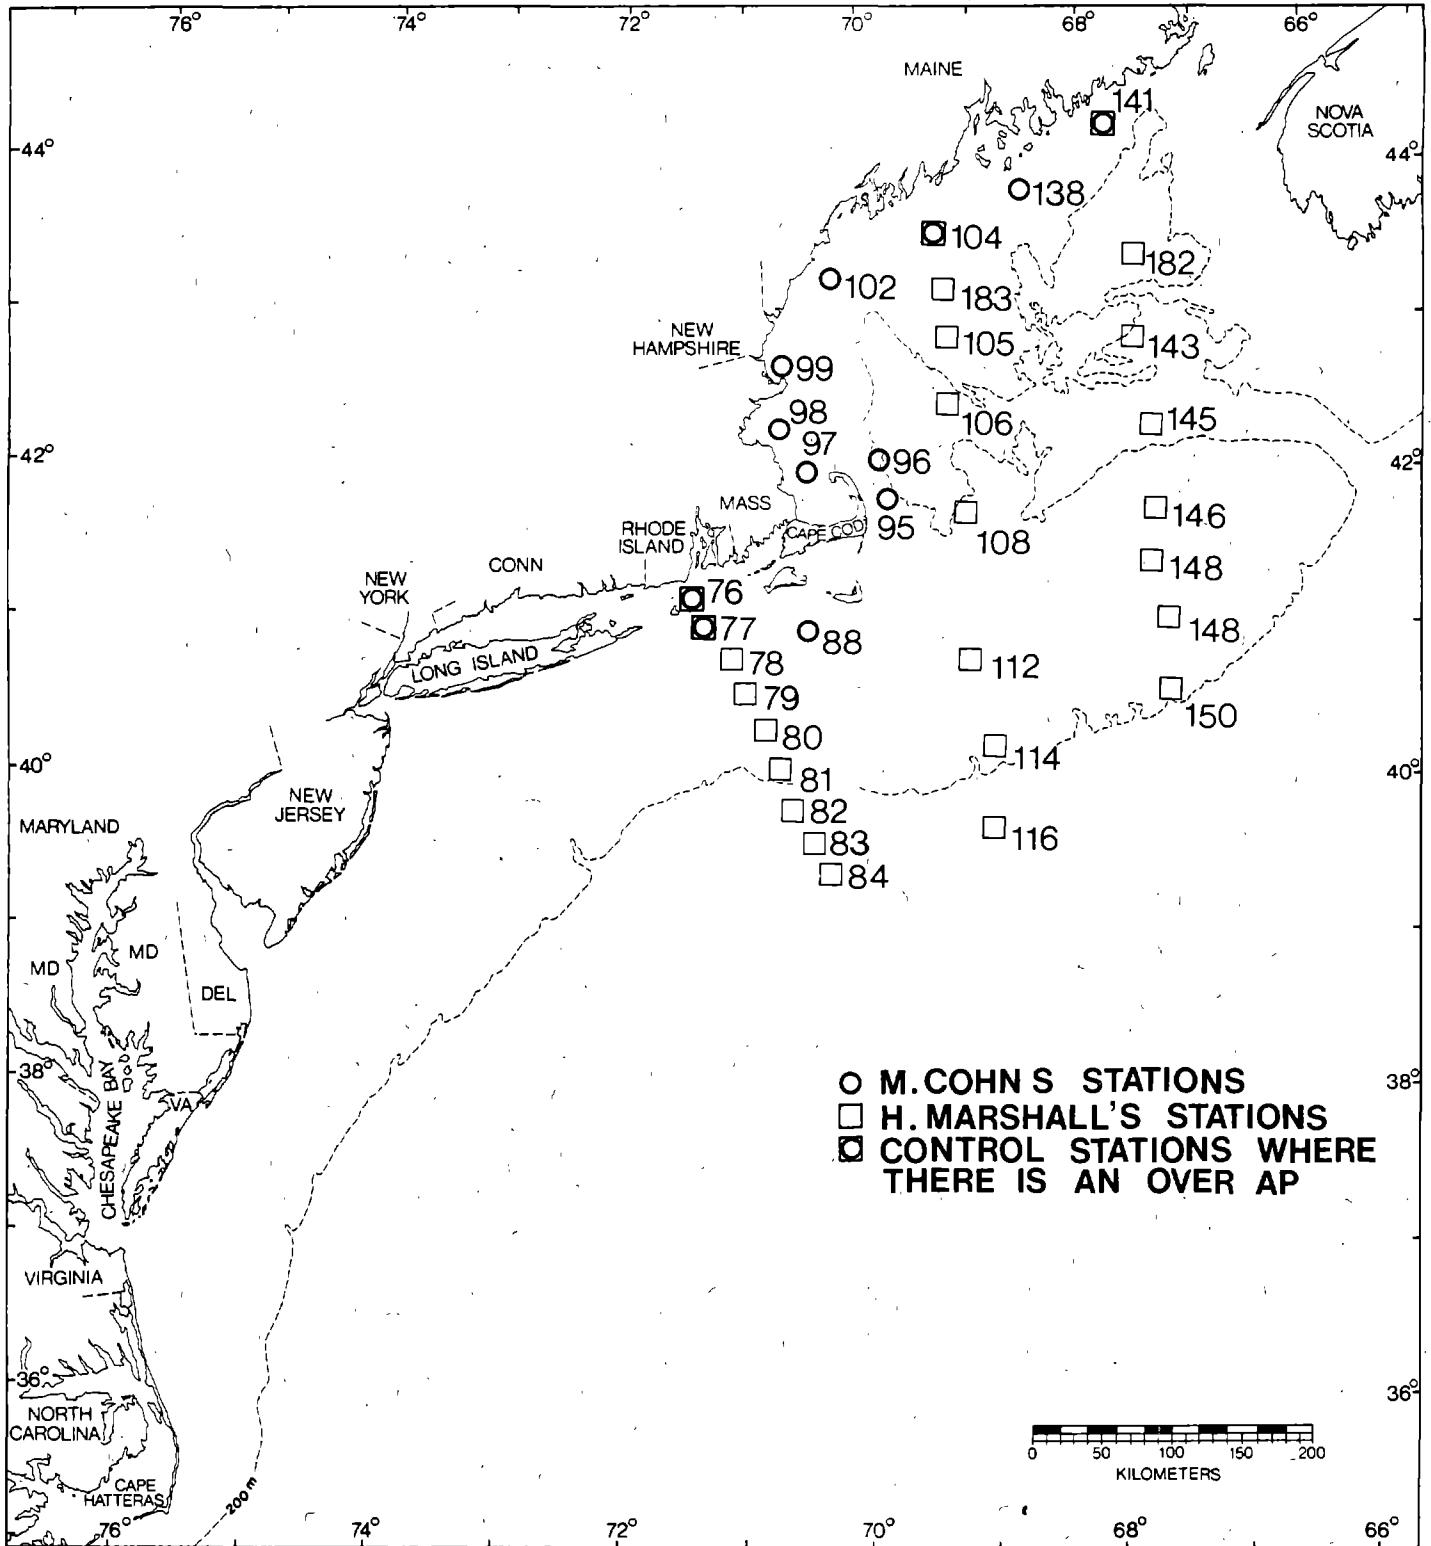 76° 74° 72° 70° 68° 66°
MAINE
141
NOVA
SCOTIA
44° 44°
138
104
182
102
183
NEW
HAMPSHIRE
105
143
99
98
106
145
97
42° 96 42°
MASS
95
146
RHODE
ISLAND
CAPE COD
108
CONN
148
NEW
YORK
76
77
88
148
LONG ISLAND
78
112
79
150
80
40° 114 40°
81
NEW
JERSEY
82
MARYLAND
83
116
84
MD
MD
DEL
38° 38°
CHESAPEAKE BAY
VA
M.COHN S STATIONS
H.MARSHALL'S STATIONS
CONTROL STATIONS WHERE
THERE IS AN OVER AP
VIRGINIA
36° 36°
NORTH
CAROLINA
CAPE
HATTERAS
200 m
0 50 100 150 200
KILOMETERS
76° 74° 72° 70° 68° 66°